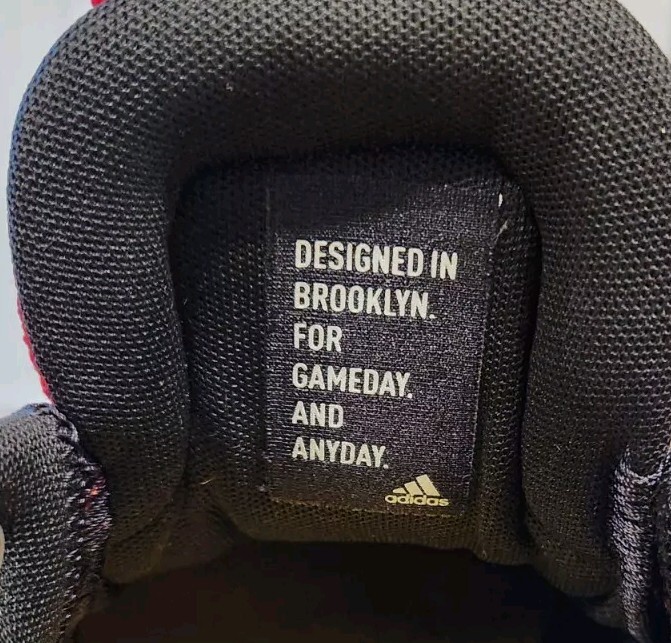 DESIGNED IN
BROOKLYN.
FOR
GAMEDAY.
AND
ANYDAY.
adidas